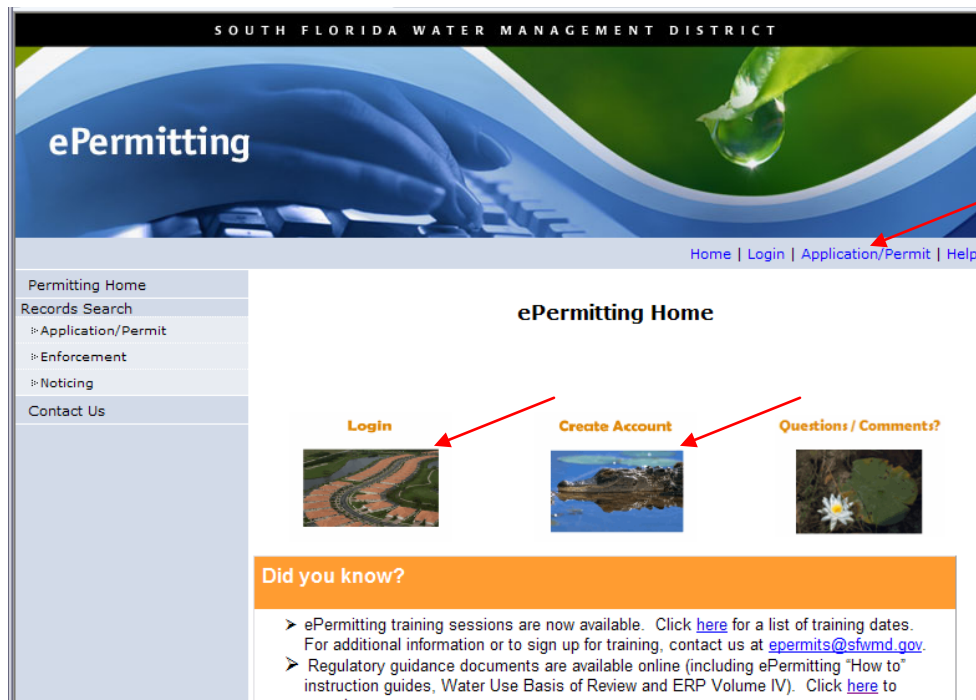 SOUTH FLORIDA WATER MANAGEMENT DISTRICT
ePermitting
Home | Login | Application/Permit | Help
Permitting Home
Records Search
Application/Permit
Enforcement
Noticing
Contact Us
ePermitting Home
Login
Create Account
Questions / Comments?
Did you know?
➤ ePermitting training sessions are now available. Click here for a list of training dates.
For additional information or to sign up for training, contact us at epermits@sfwmd.gov.
➤ Regulatory guidance documents are available online (including ePermitting “How to”
instruction guides, Water Use Basis of Review and ERP Volume IV). Click here to